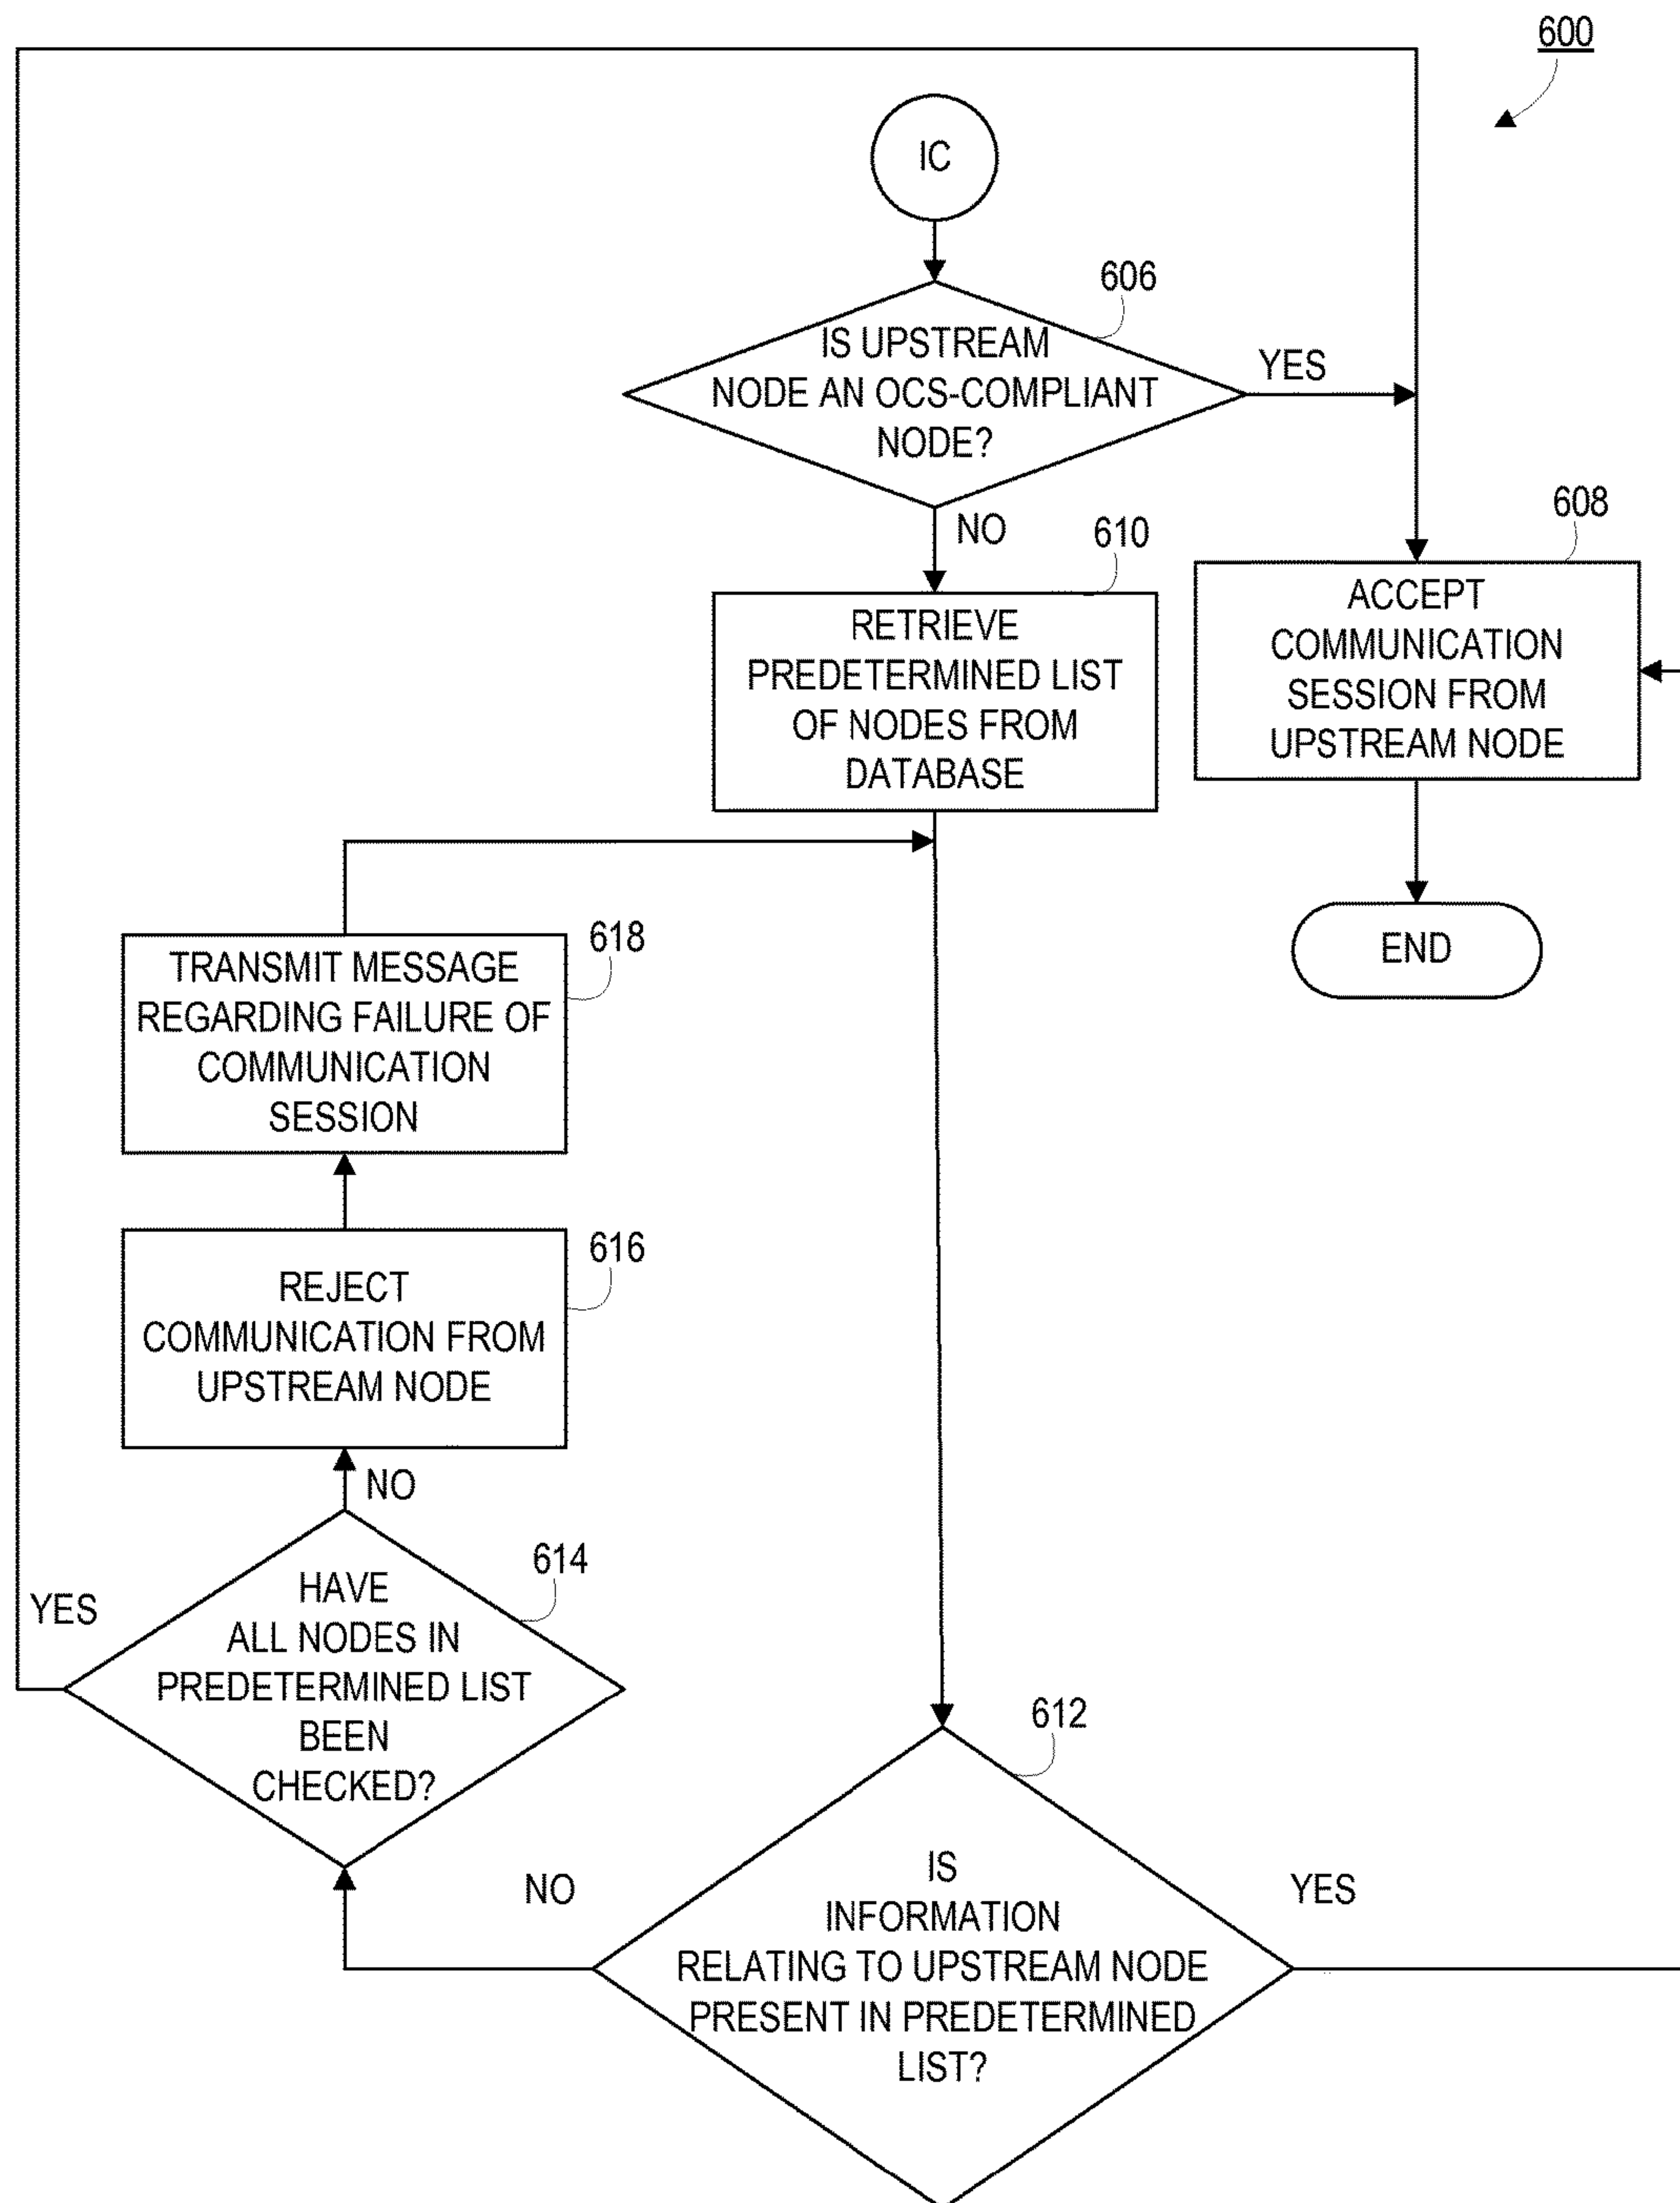 600
IC
606
IS UPSTREAM
NODE AN OCS-COMPLIANT
NODE?
YES
NO
610
608
RETRIEVE
PREDETERMINED LIST
OF NODES FROM
DATABASE
ACCEPT
COMMUNICATION
SESSION FROM
UPSTREAM NODE
END
618
TRANSMIT MESSAGE
REGARDING FAILURE OF
COMMUNICATION
SESSION
616
REJECT
COMMUNICATION FROM
UPSTREAM NODE
NO
614
YES
HAVE
ALL NODES IN
PREDETERMINED LIST
BEEN
CHECKED?
612
NO
YES
IS
INFORMATION
RELATING TO UPSTREAM NODE
PRESENT IN PREDETERMINED
LIST?